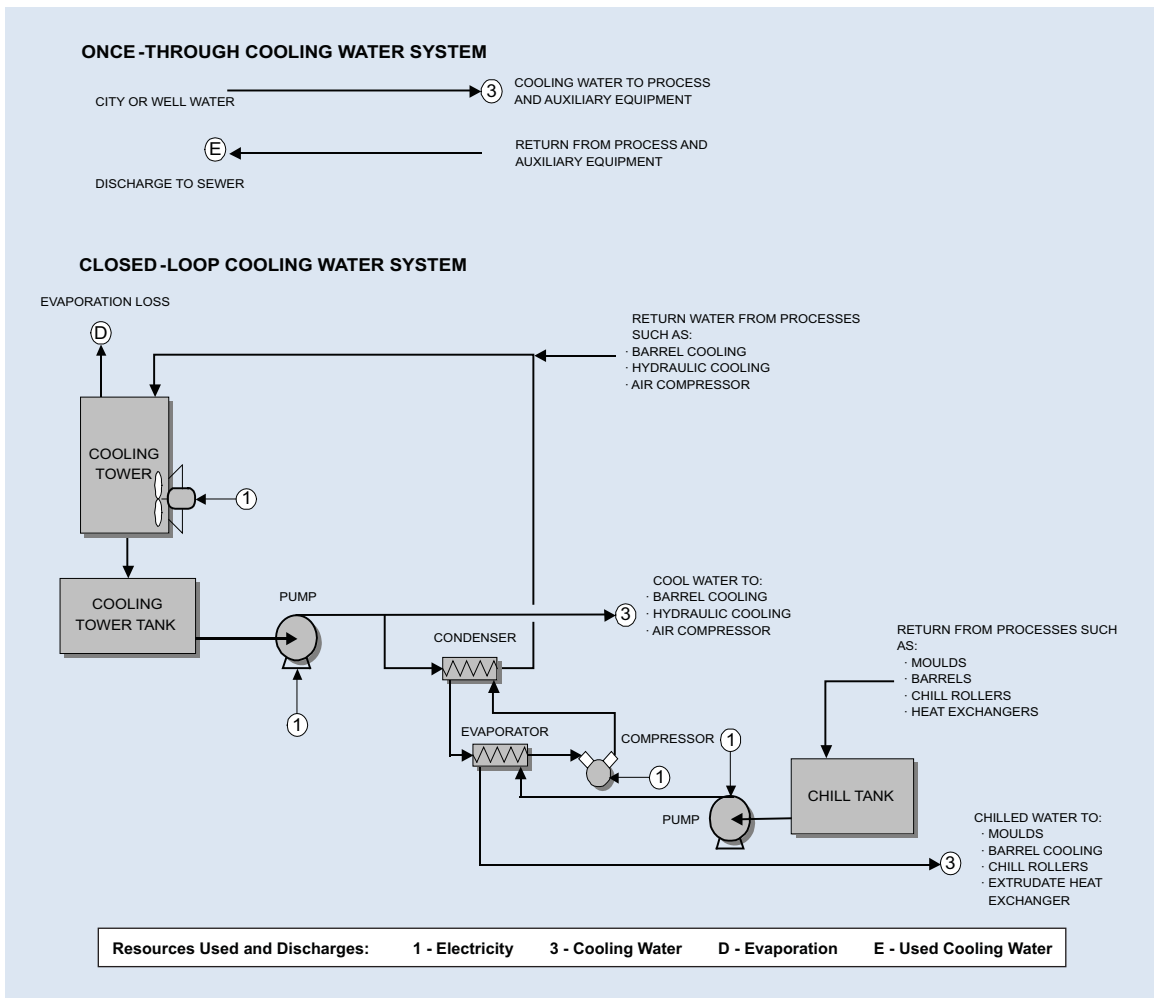 ONCE-THROUGH COOLING WATER SYSTEM
CITY OR WELL WATER
3
COOLING WATER TO PROCESS
AND AUXILIARY EQUIPMENT
E
RETURN FROM PROCESS AND
AUXILIARY EQUIPMENT
DISCHARGE TO SEWER
CLOSED-LOOP COOLING WATER SYSTEM
EVAPORATION LOSS
D
RETURN WATER FROM PROCESSES
SUCH AS:
· BARREL COOLING
· HYDRAULIC COOLING
· AIR COMPRESSOR
COOLING
TOWER
1
COOLING
TOWER TANK
PUMP
1
COOL WATER TO:
· BARREL COOLING
· HYDRAULIC COOLING
· AIR COMPRESSOR
3
CONDENSER
RETURN FROM PROCESSES SUCH
AS:
· MOULDS
· BARRELS
· CHILL ROLLERS
· HEAT EXCHANGERS
EVAPORATOR
COMPRESSOR
1
1
CHILL TANK
PUMP
3
CHILLED WATER TO:
· MOULDS
· BARREL COOLING
· CHILL ROLLERS
· EXTRUDATE HEAT
EXCHANGER
Resources Used and Discharges: 1 - Electricity 3 - Cooling Water D - Evaporation E - Used Cooling Water